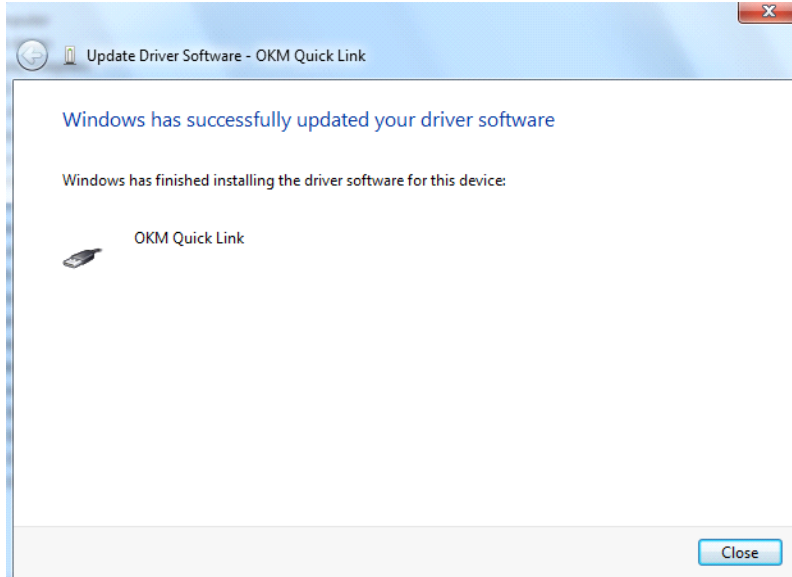 Update Driver Software - OKM Quick Link
Windows has successfully updated your driver software
Windows has finished installing the driver software for this device:
OKM Quick Link
Close